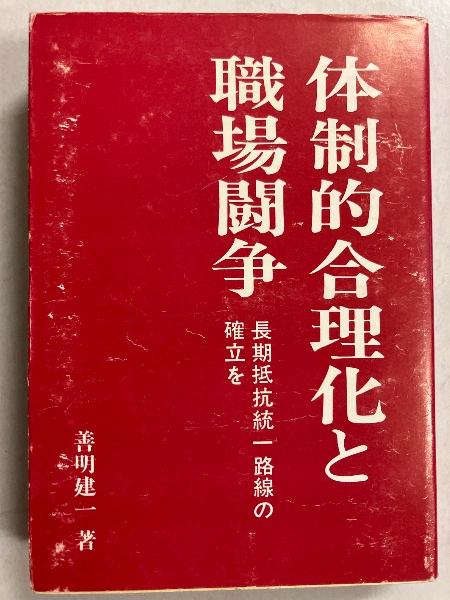 体制的合理化と
職場闘争
長期抵抗統一路線の
確立を
善明建一 著